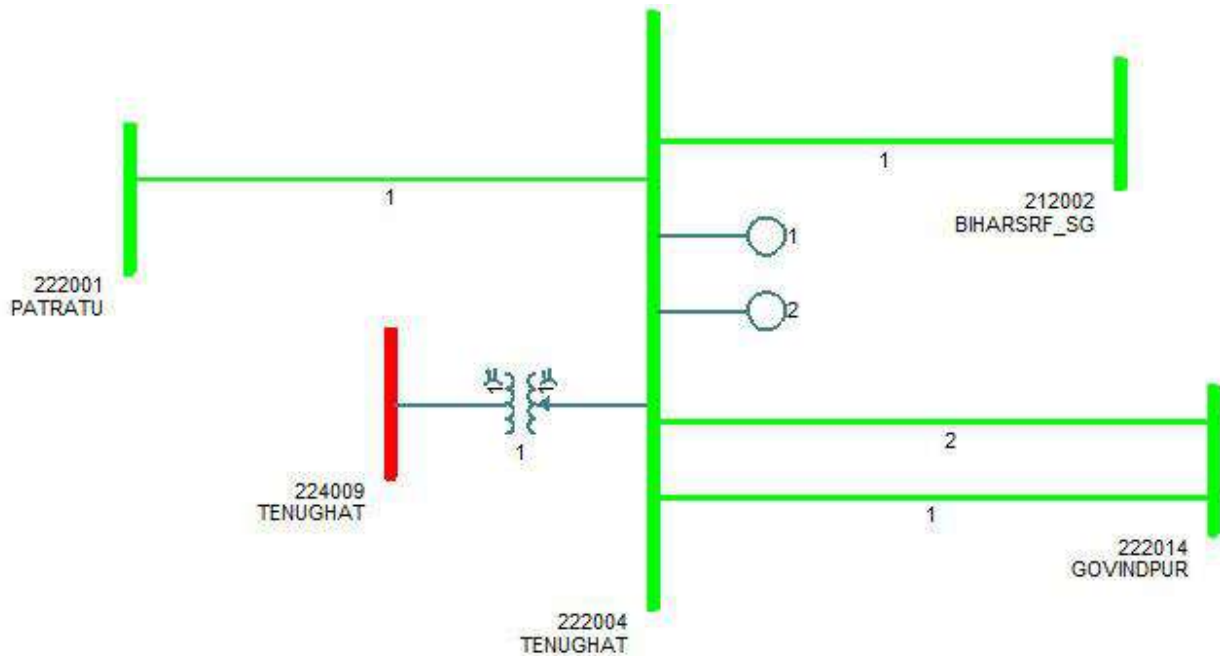 1
212002
BIHARSRF_SG
1
222001
PATRATU
1
2
1
224009
TENUGHAT
2
1
222014
GOVINDPUR
222004
TENUGHAT